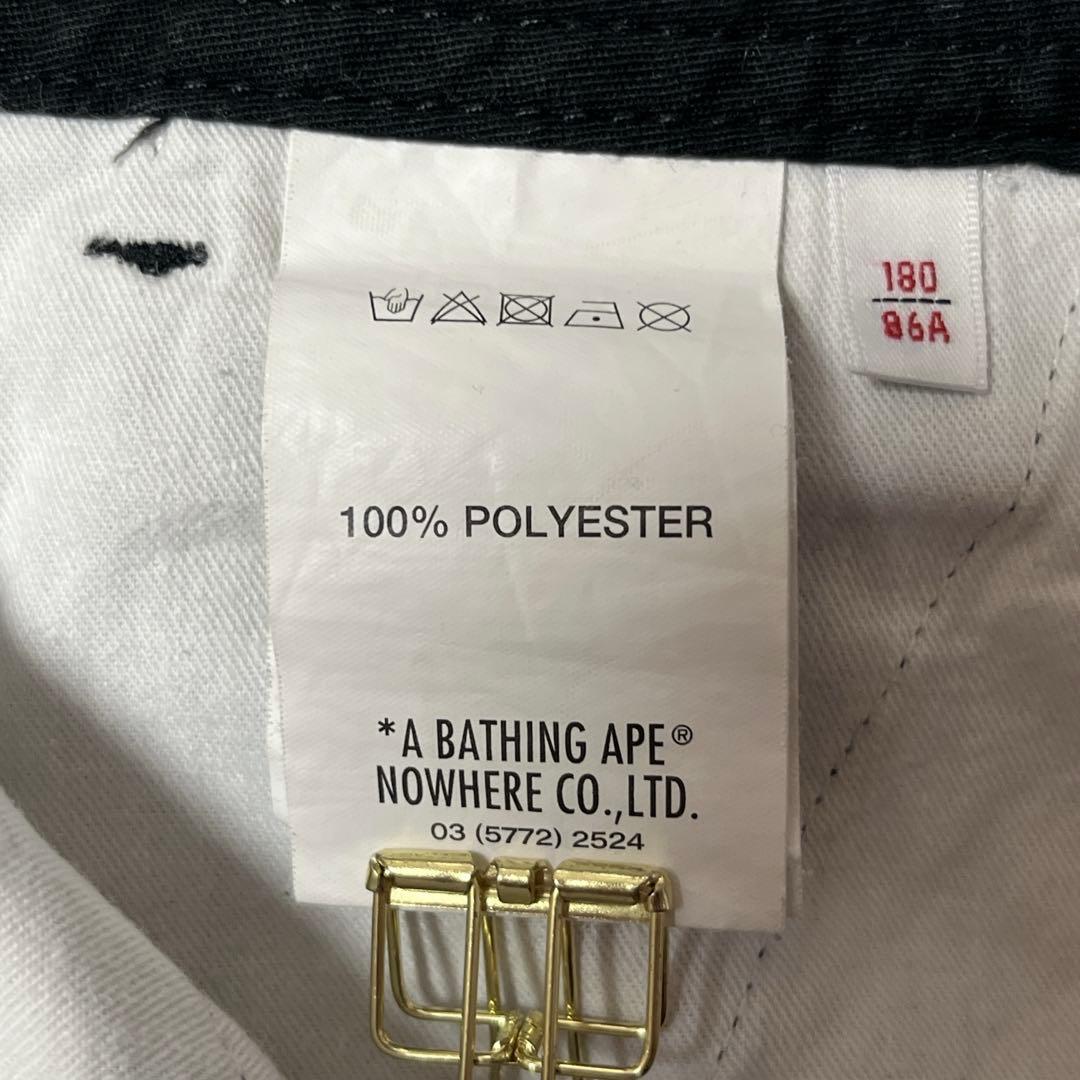 180
86A
100% POLYESTER
*A BATHING APE®
NOWHERE CO.,LTD.
03 (5772) 2524